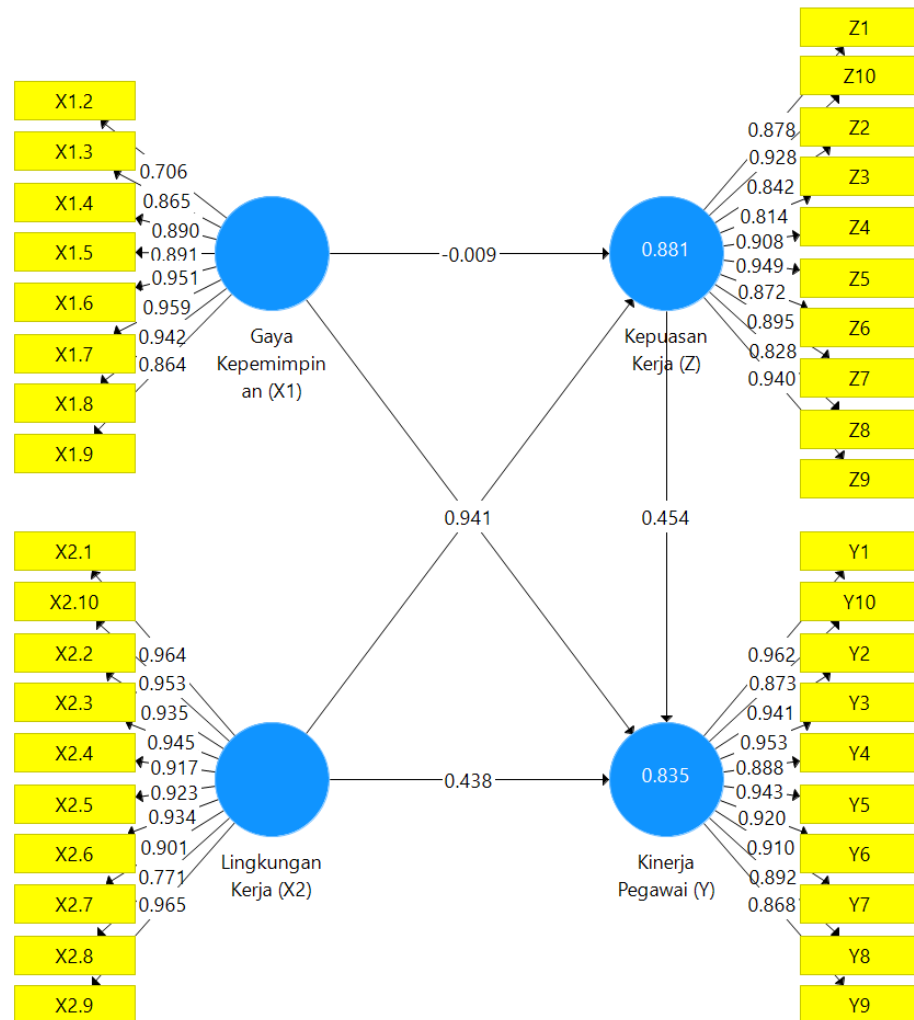 Z1
Z10
Z2
Z3
Z4
Z5
Z6
Z7
Z8
Z9
0.878
0.928
0.842
0.814
0.908
0.949
0.872
0.895
0.828
0.940
X1.2
X1.3
X1.4
X1.5
X1.6
X1.7
X1.8
X1.9
0.706
0.865
0.890
0.891
0.951
0.959
0.942
0.864
Gaya
Kepemimpin
an (X1)
-0.009
0.881
Kepuasan
Kerja (Z)
0.941
0.454
X2.1
X2.10
X2.2
X2.3
X2.4
X2.5
X2.6
X2.7
X2.8
X2.9
0.964
0.953
0.935
0.945
0.917
0.923
0.934
0.901
0.771
0.965
Lingkungan
Kerja (X2)
0.438
0.835
Kinerja
Pegawai (Y)
0.962
0.873
0.941
0.953
0.888
0.943
0.920
0.910
0.892
0.868
Y1
Y10
Y2
Y3
Y4
Y5
Y6
Y7
Y8
Y9